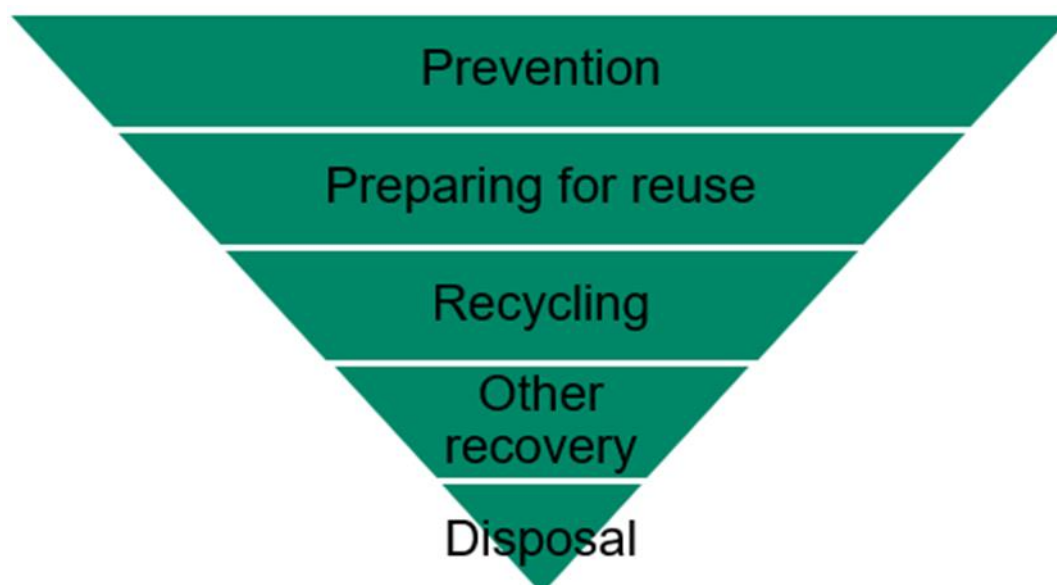 Prevention
Preparing for reuse
Recycling
Other
recovery
Disposal